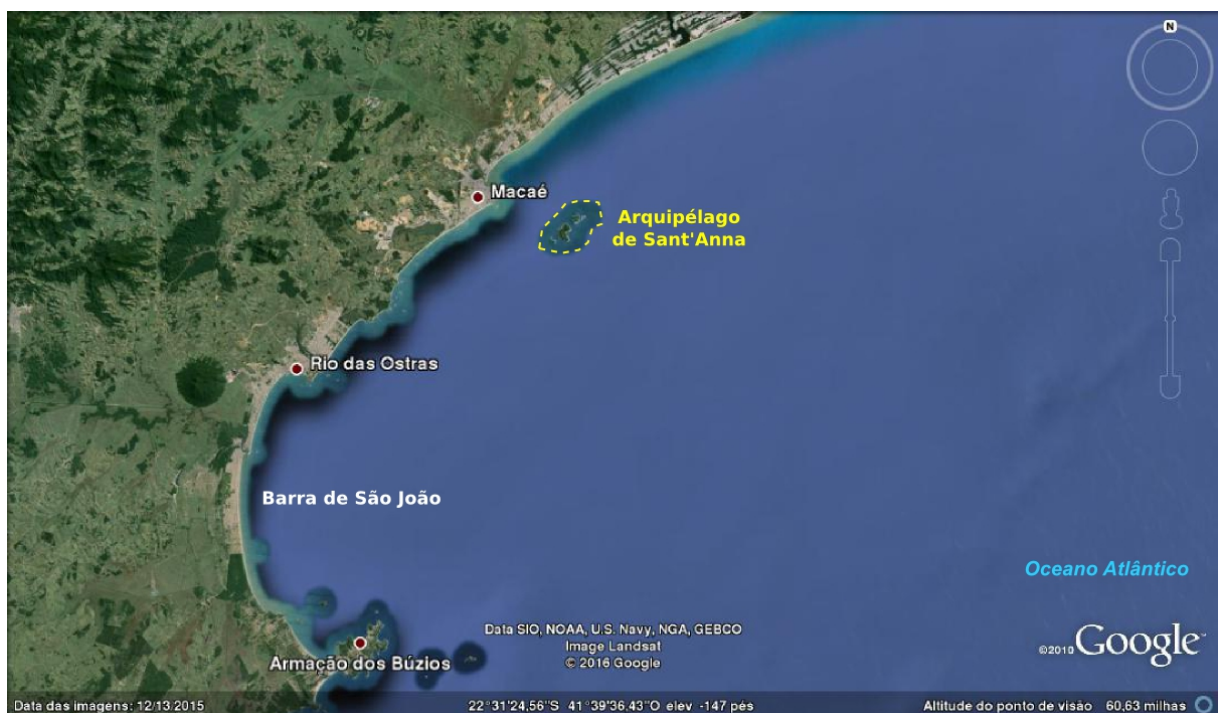 N
Macaé
Arquipélago
de Sant'Anna
Rio das Ostras
Barra de São João
Oceano Atlântico
Data SIO, NOAA, U.S. Navy, NGA, GEBCO
Image Landsat
© 2016 Google
©2010 Google
Armação dos Búzios
Data das imagens: 12/13/2015
22°31'24,56"S 41°39'36.43"O elev -147 pés
Altitude do ponto de visão 60,63 milhas